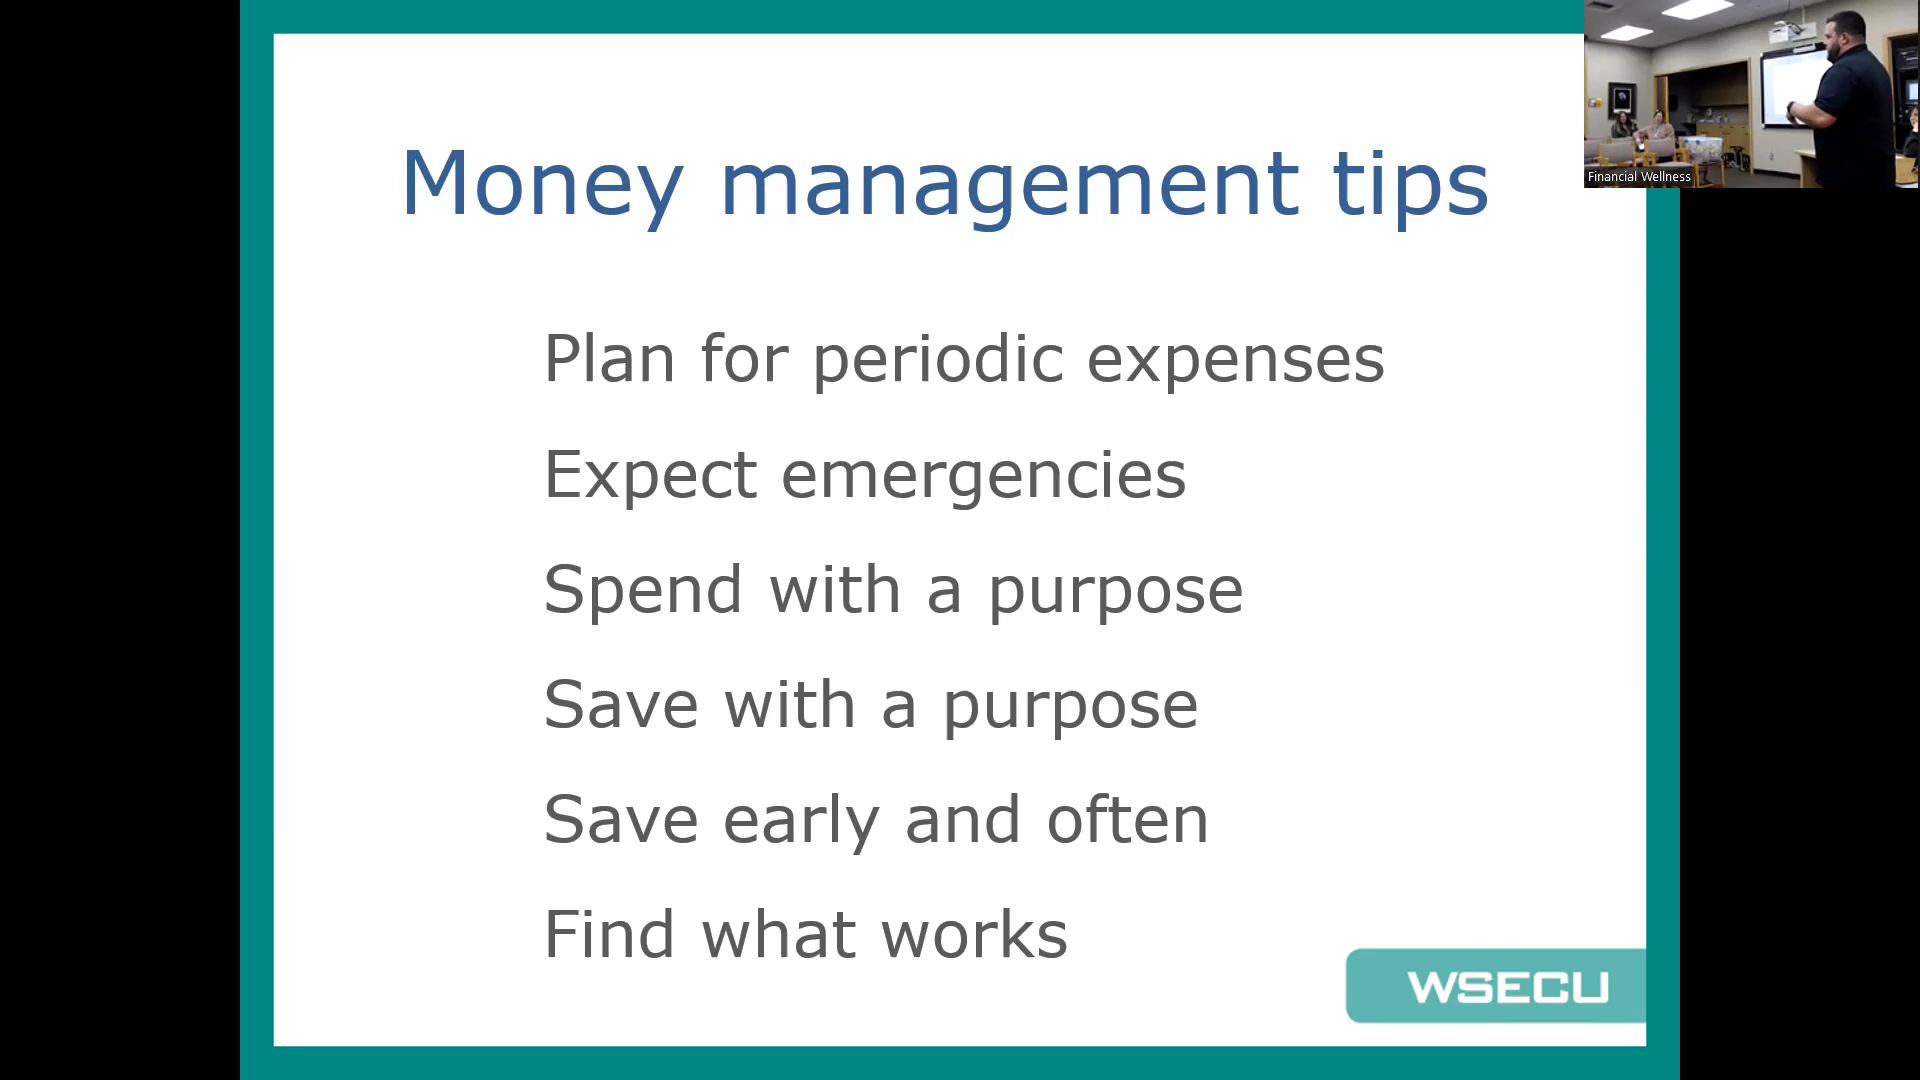 Money management tips
Plan for periodic expenses
Expect emergencies
Spend with a purpose
Save with a purpose
Save early and often
Find what works
WSECU
Financial Wellness